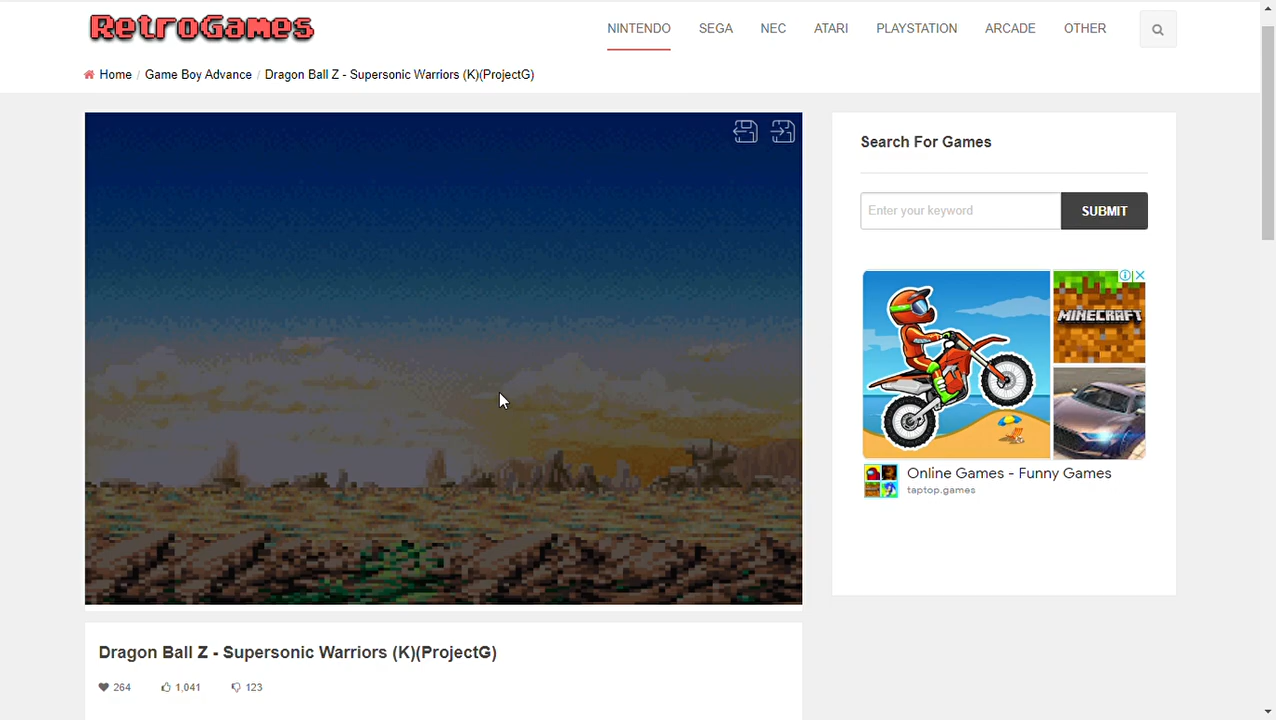 RetroGames
NINTENDO SEGA NEC ATARI PLAYSTATION ARCADE OTHER
Home / Game Boy Advance / Dragon Ball Z - Supersonic Warriors (K)(ProjectG)
Search For Games
Enter your keyword SUBMIT
MINECRAFT
Online Games - Funny Games
taptop.games
Dragon Ball Z - Supersonic Warriors (K)(ProjectG)
264 1,041 123